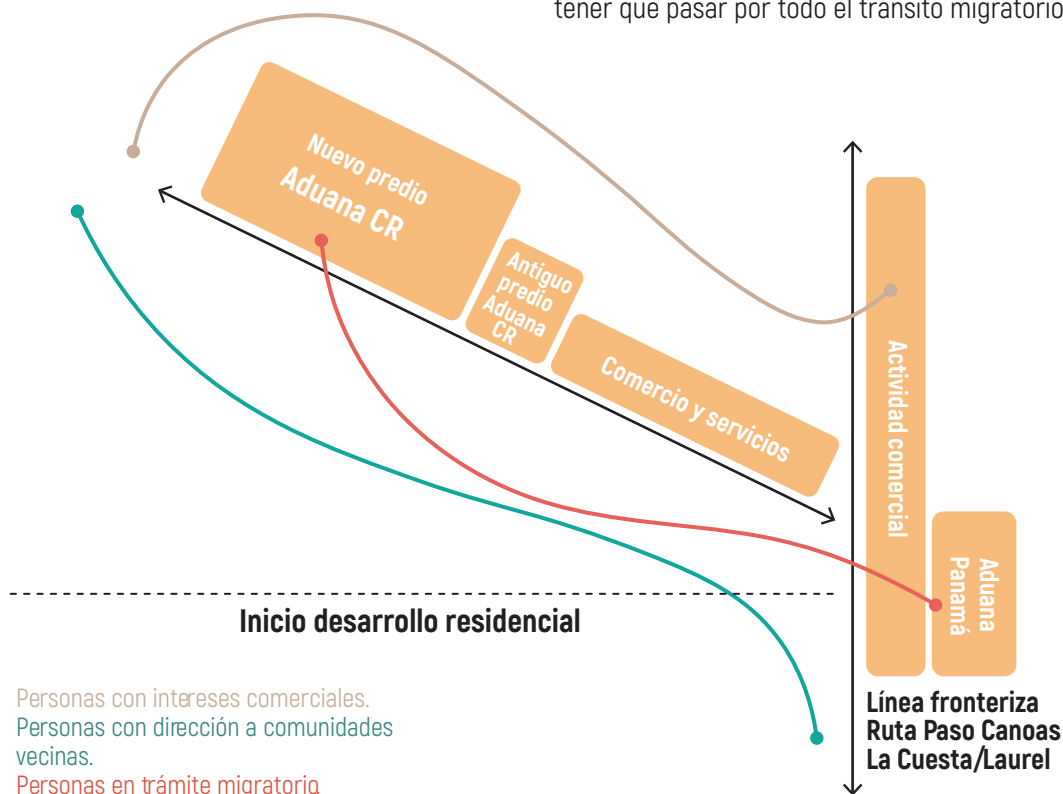 tener que pasar por todo el tránsito migratorio
Nuevo predio
Aduana CR
Antiguo
predio
Aduana
CR
Comercio y servicios
Actividad comercial
Aduana
Panamá
Inicio desarrollo residencial
Personas con intereses comerciales.
Personas con dirección a comunidades
vecinas.
Personas en trámite migratorio
Línea fronteriza
Ruta Paso Canoas
La Cuesta/Laurel